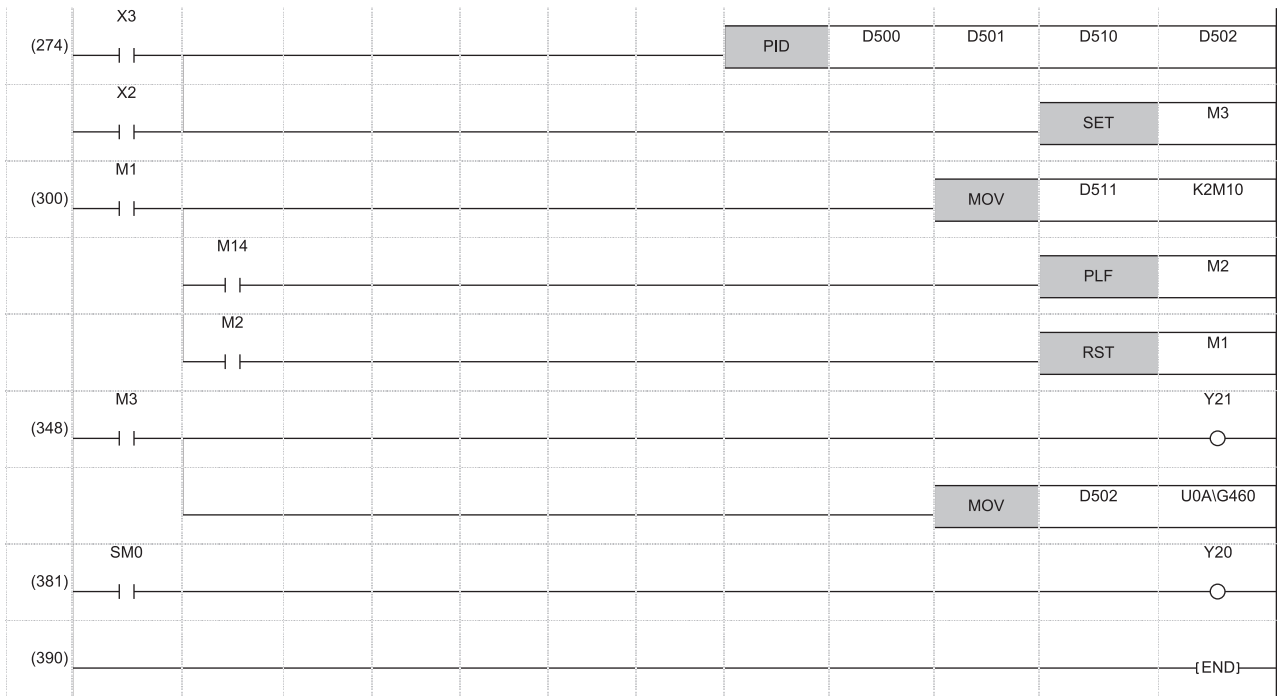 X3
(274) PID D500 D501 D510 D502
X2
SET M3
M1
(300) MOV D511 K2M10
M14
PLF M2
M2
RST M1
M3 Y21
(348)
MOV D502 U0A\G460
SM0 Y20
(381)
(390) {END}